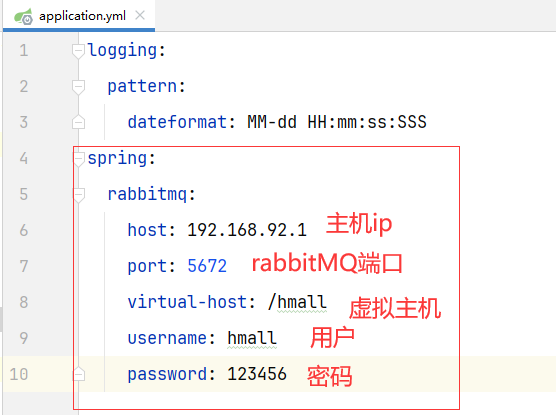 application.yml
1 logging:
2 pattern:
3 dateformat: MM-dd HH:mm:ss:SSS
4 spring:
5 rabbitmq:
6 host: 192.168.92.1 主机ip
7 port: 5672 rabbitMQ端口
8 virtual-host: /hmall 虚拟主机
9 username: hmall 用户
10 password: 123456 密码